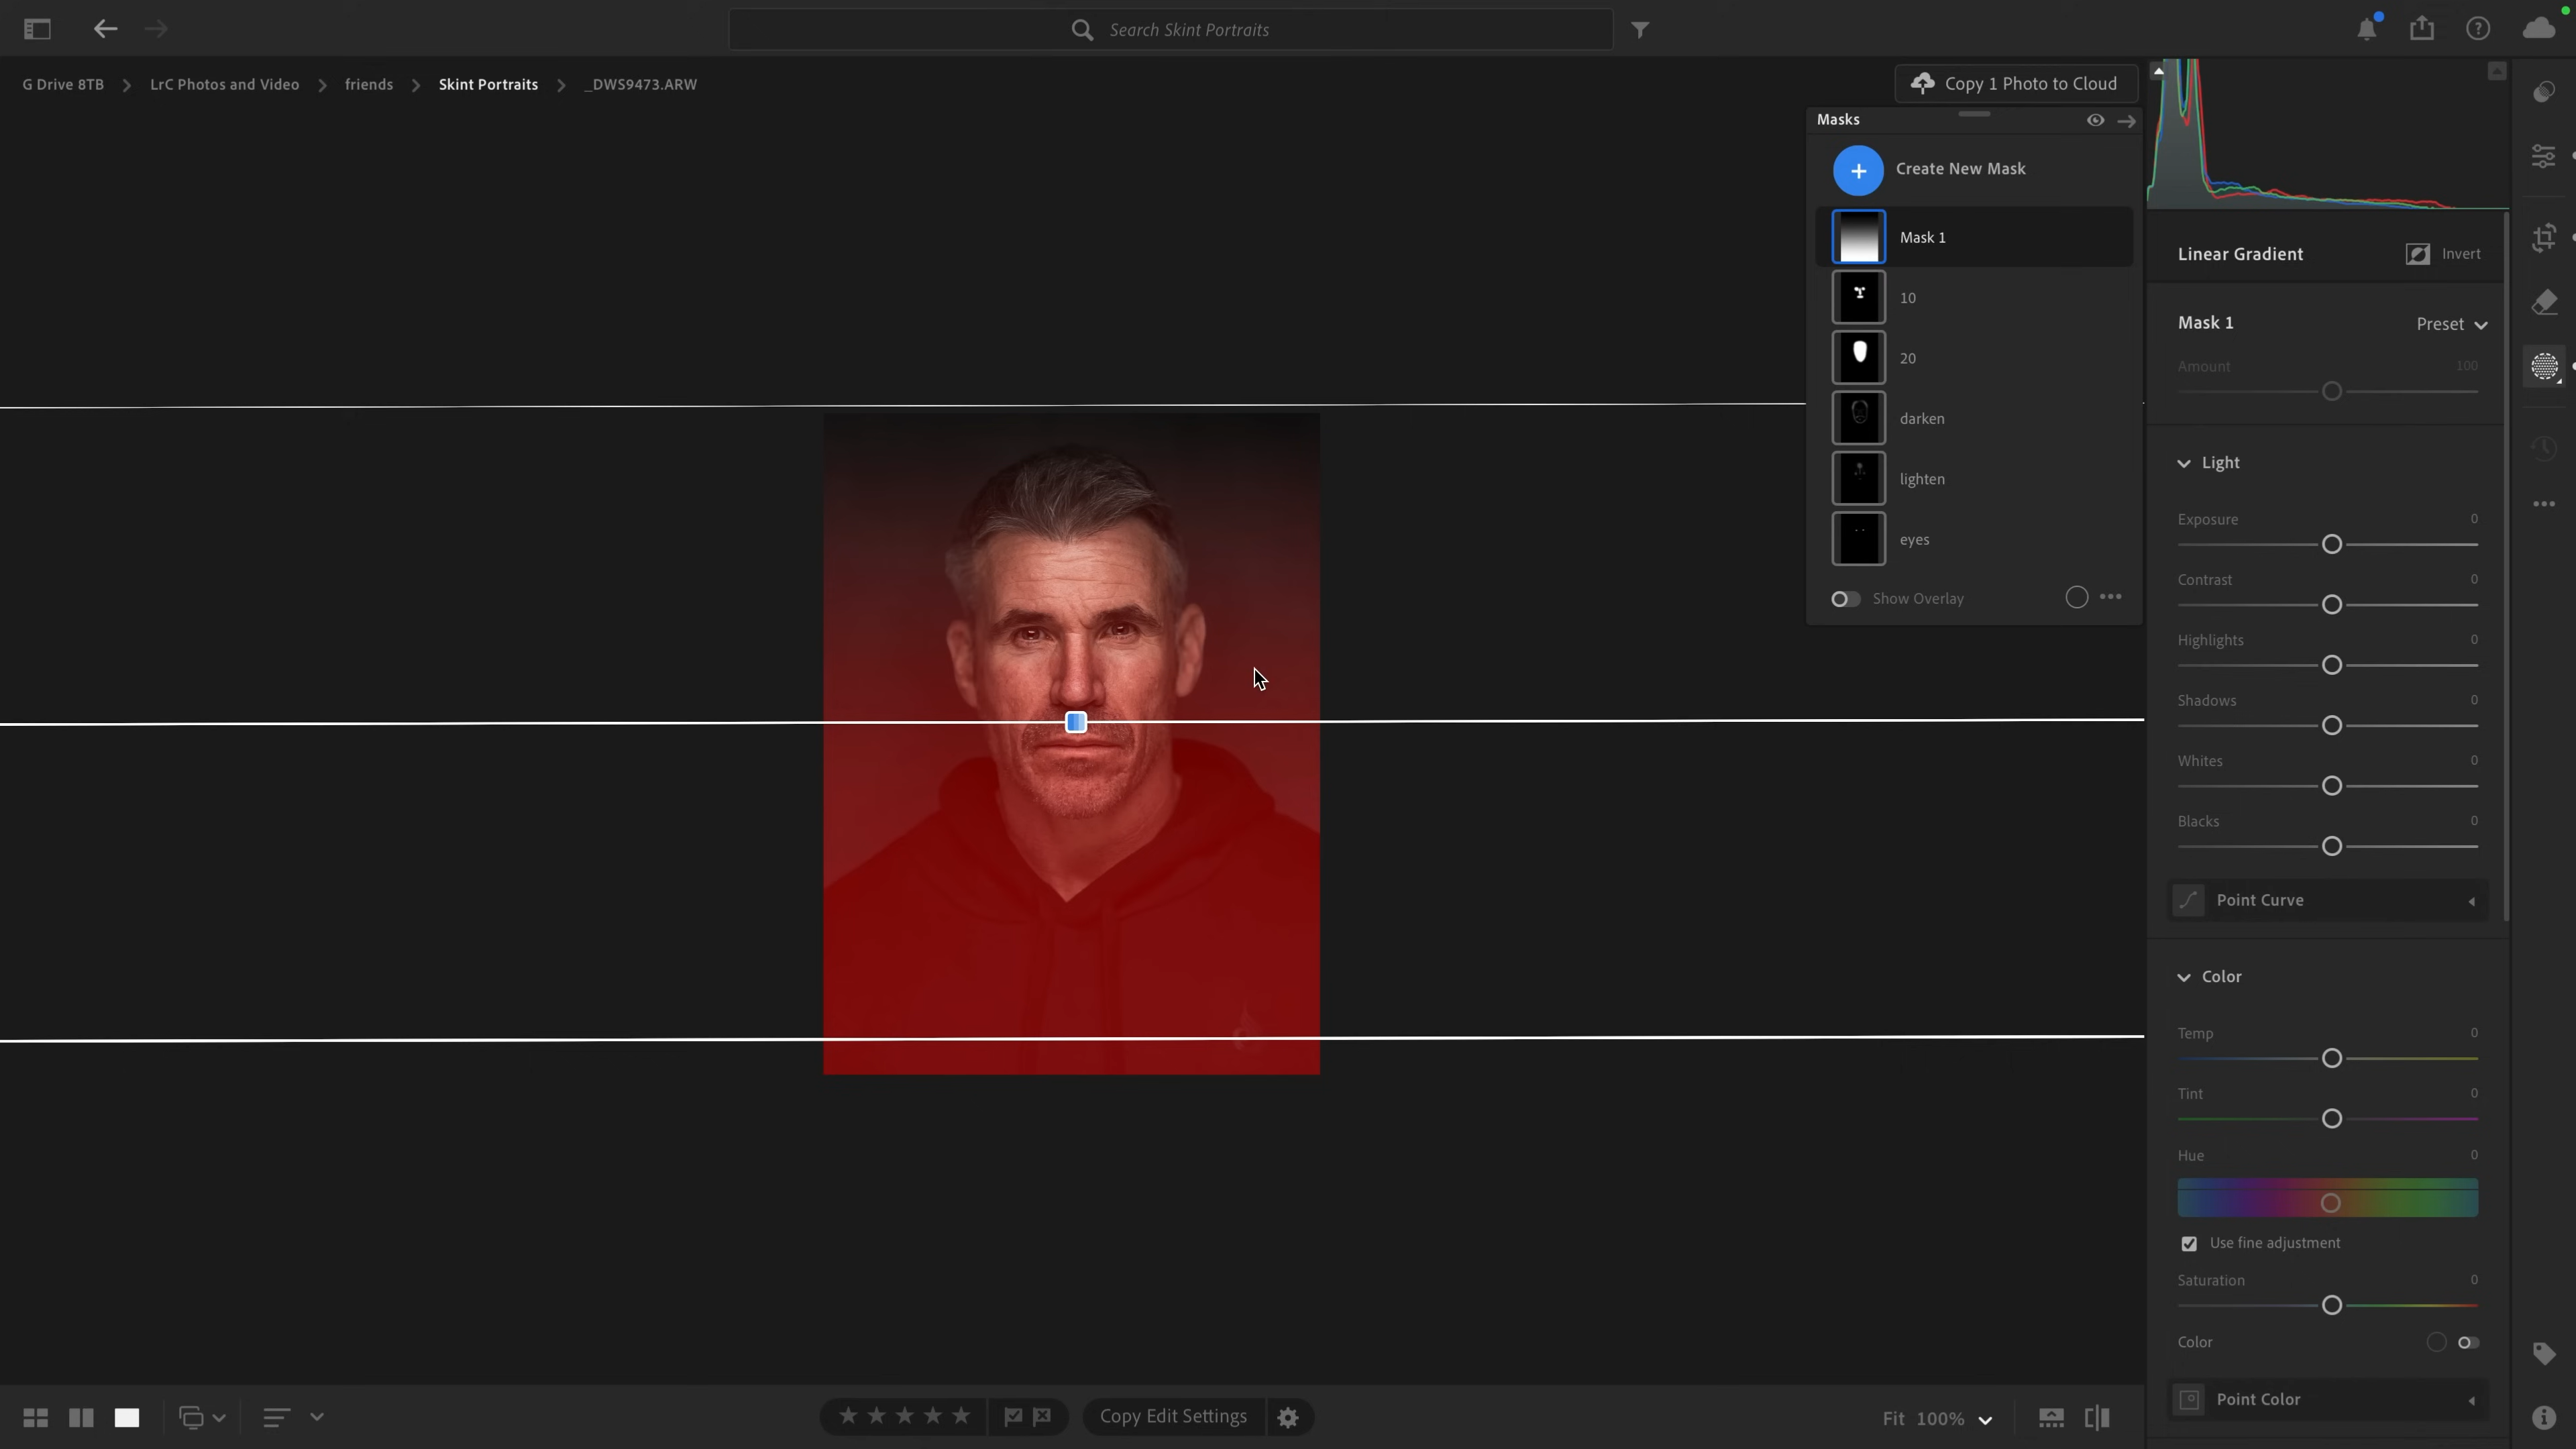 Search Skint Portraits
G Drive 8TB
LrC Photos and Video
friends
Skint Portraits
_DWS9473.ARW
Copy 1 Photo to Cloud
Masks
Create New Mask
Mask 1
10
20
darken
lighten
eyes
Show Overlay
Linear Gradient
Invert
Mask 1
Preset
Amount 100
Light
Exposure 0
Contrast 0
Highlights 0
Shadows 0
Whites 0
Blacks 0
Point Curve
Color
Temp 0
Tint 0
Hue 0
Use fine adjustment
Saturation 0
Color
Point Color
Copy Edit Settings
Fit 100%